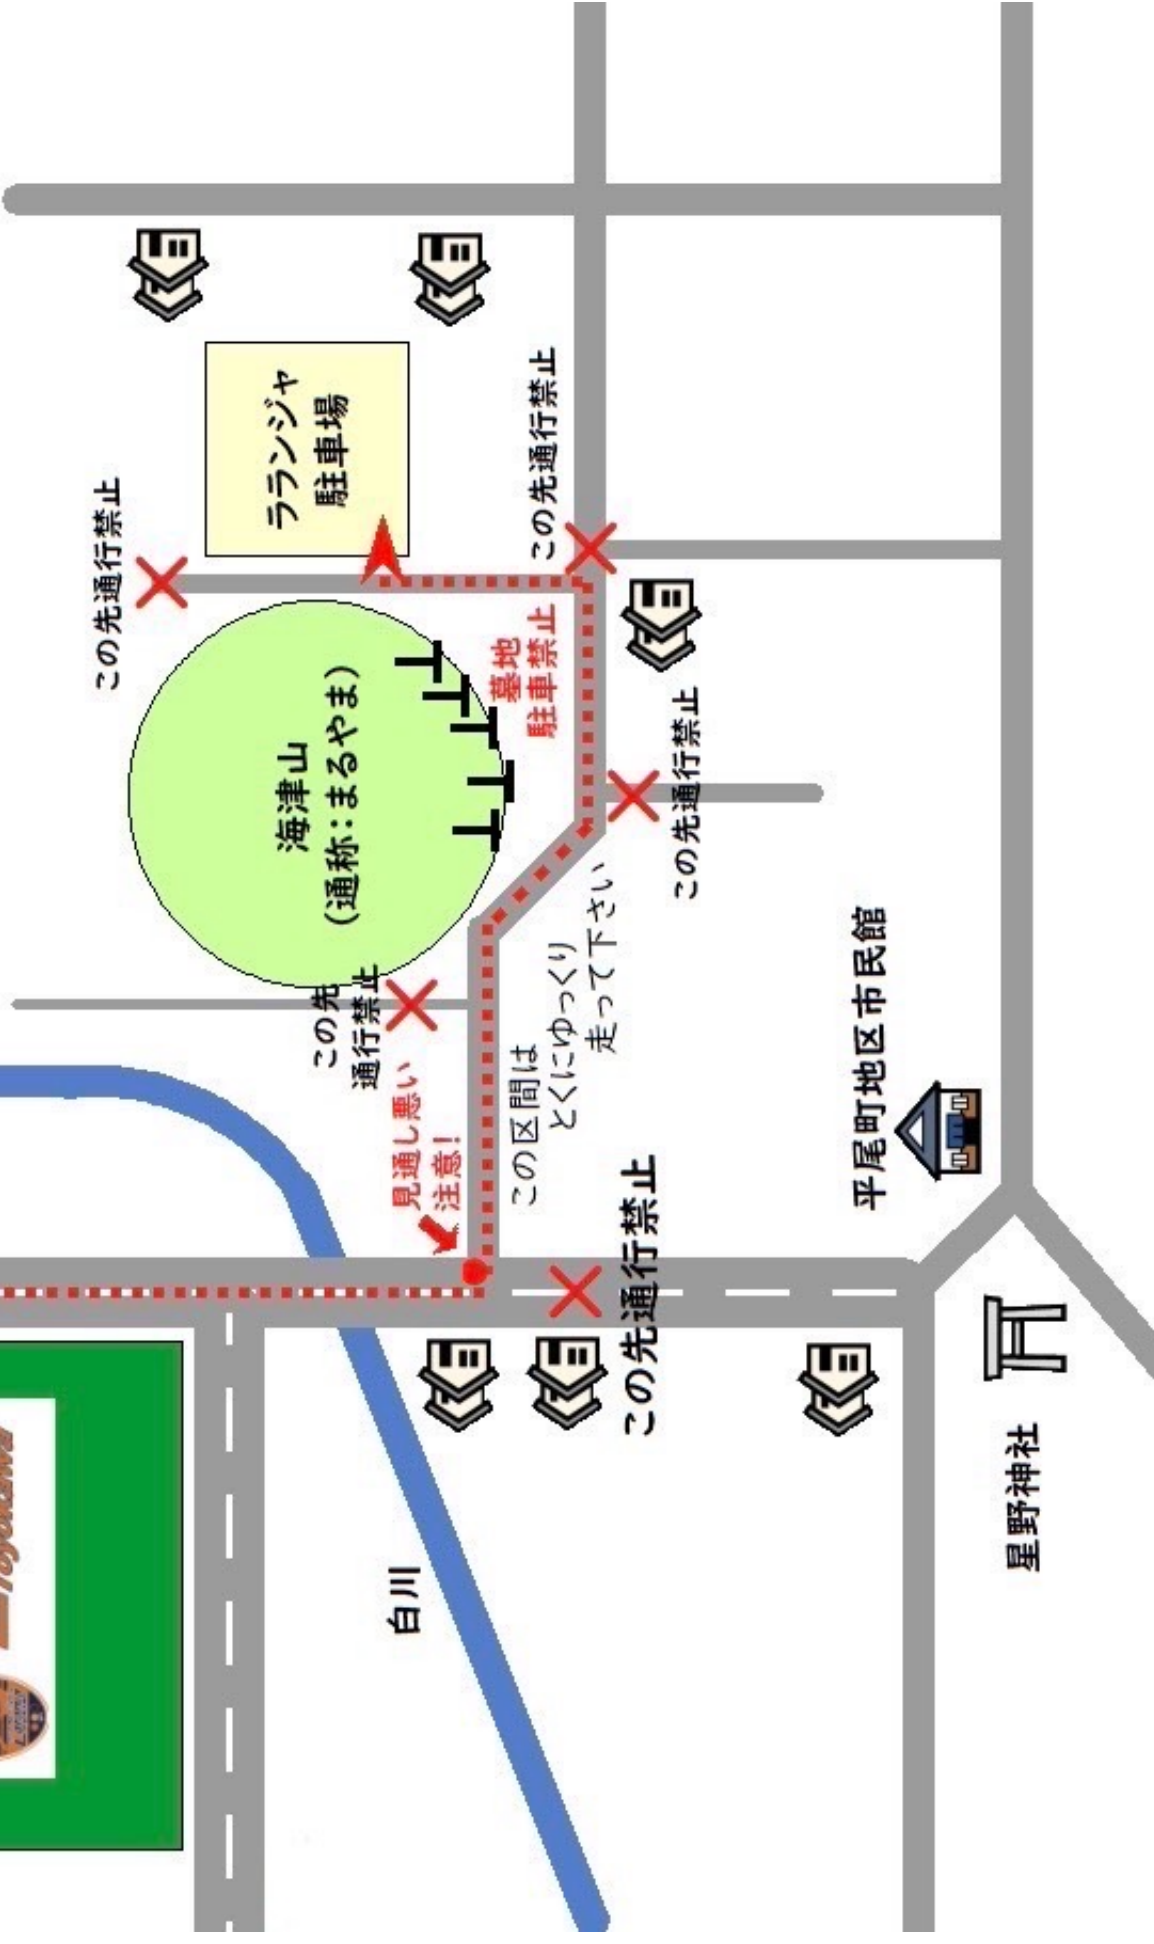 この先通行禁止
ラランジャ
駐車場
この先通行禁止
海津山
(通称:まるやま)
墓地
駐車禁止
この先通行禁止
この先
通行禁止
見通し悪い
注意!
この区間は
とくにゆっくり
走って下さい
この先通行禁止
平尾町地区市民館
白川
星野神社